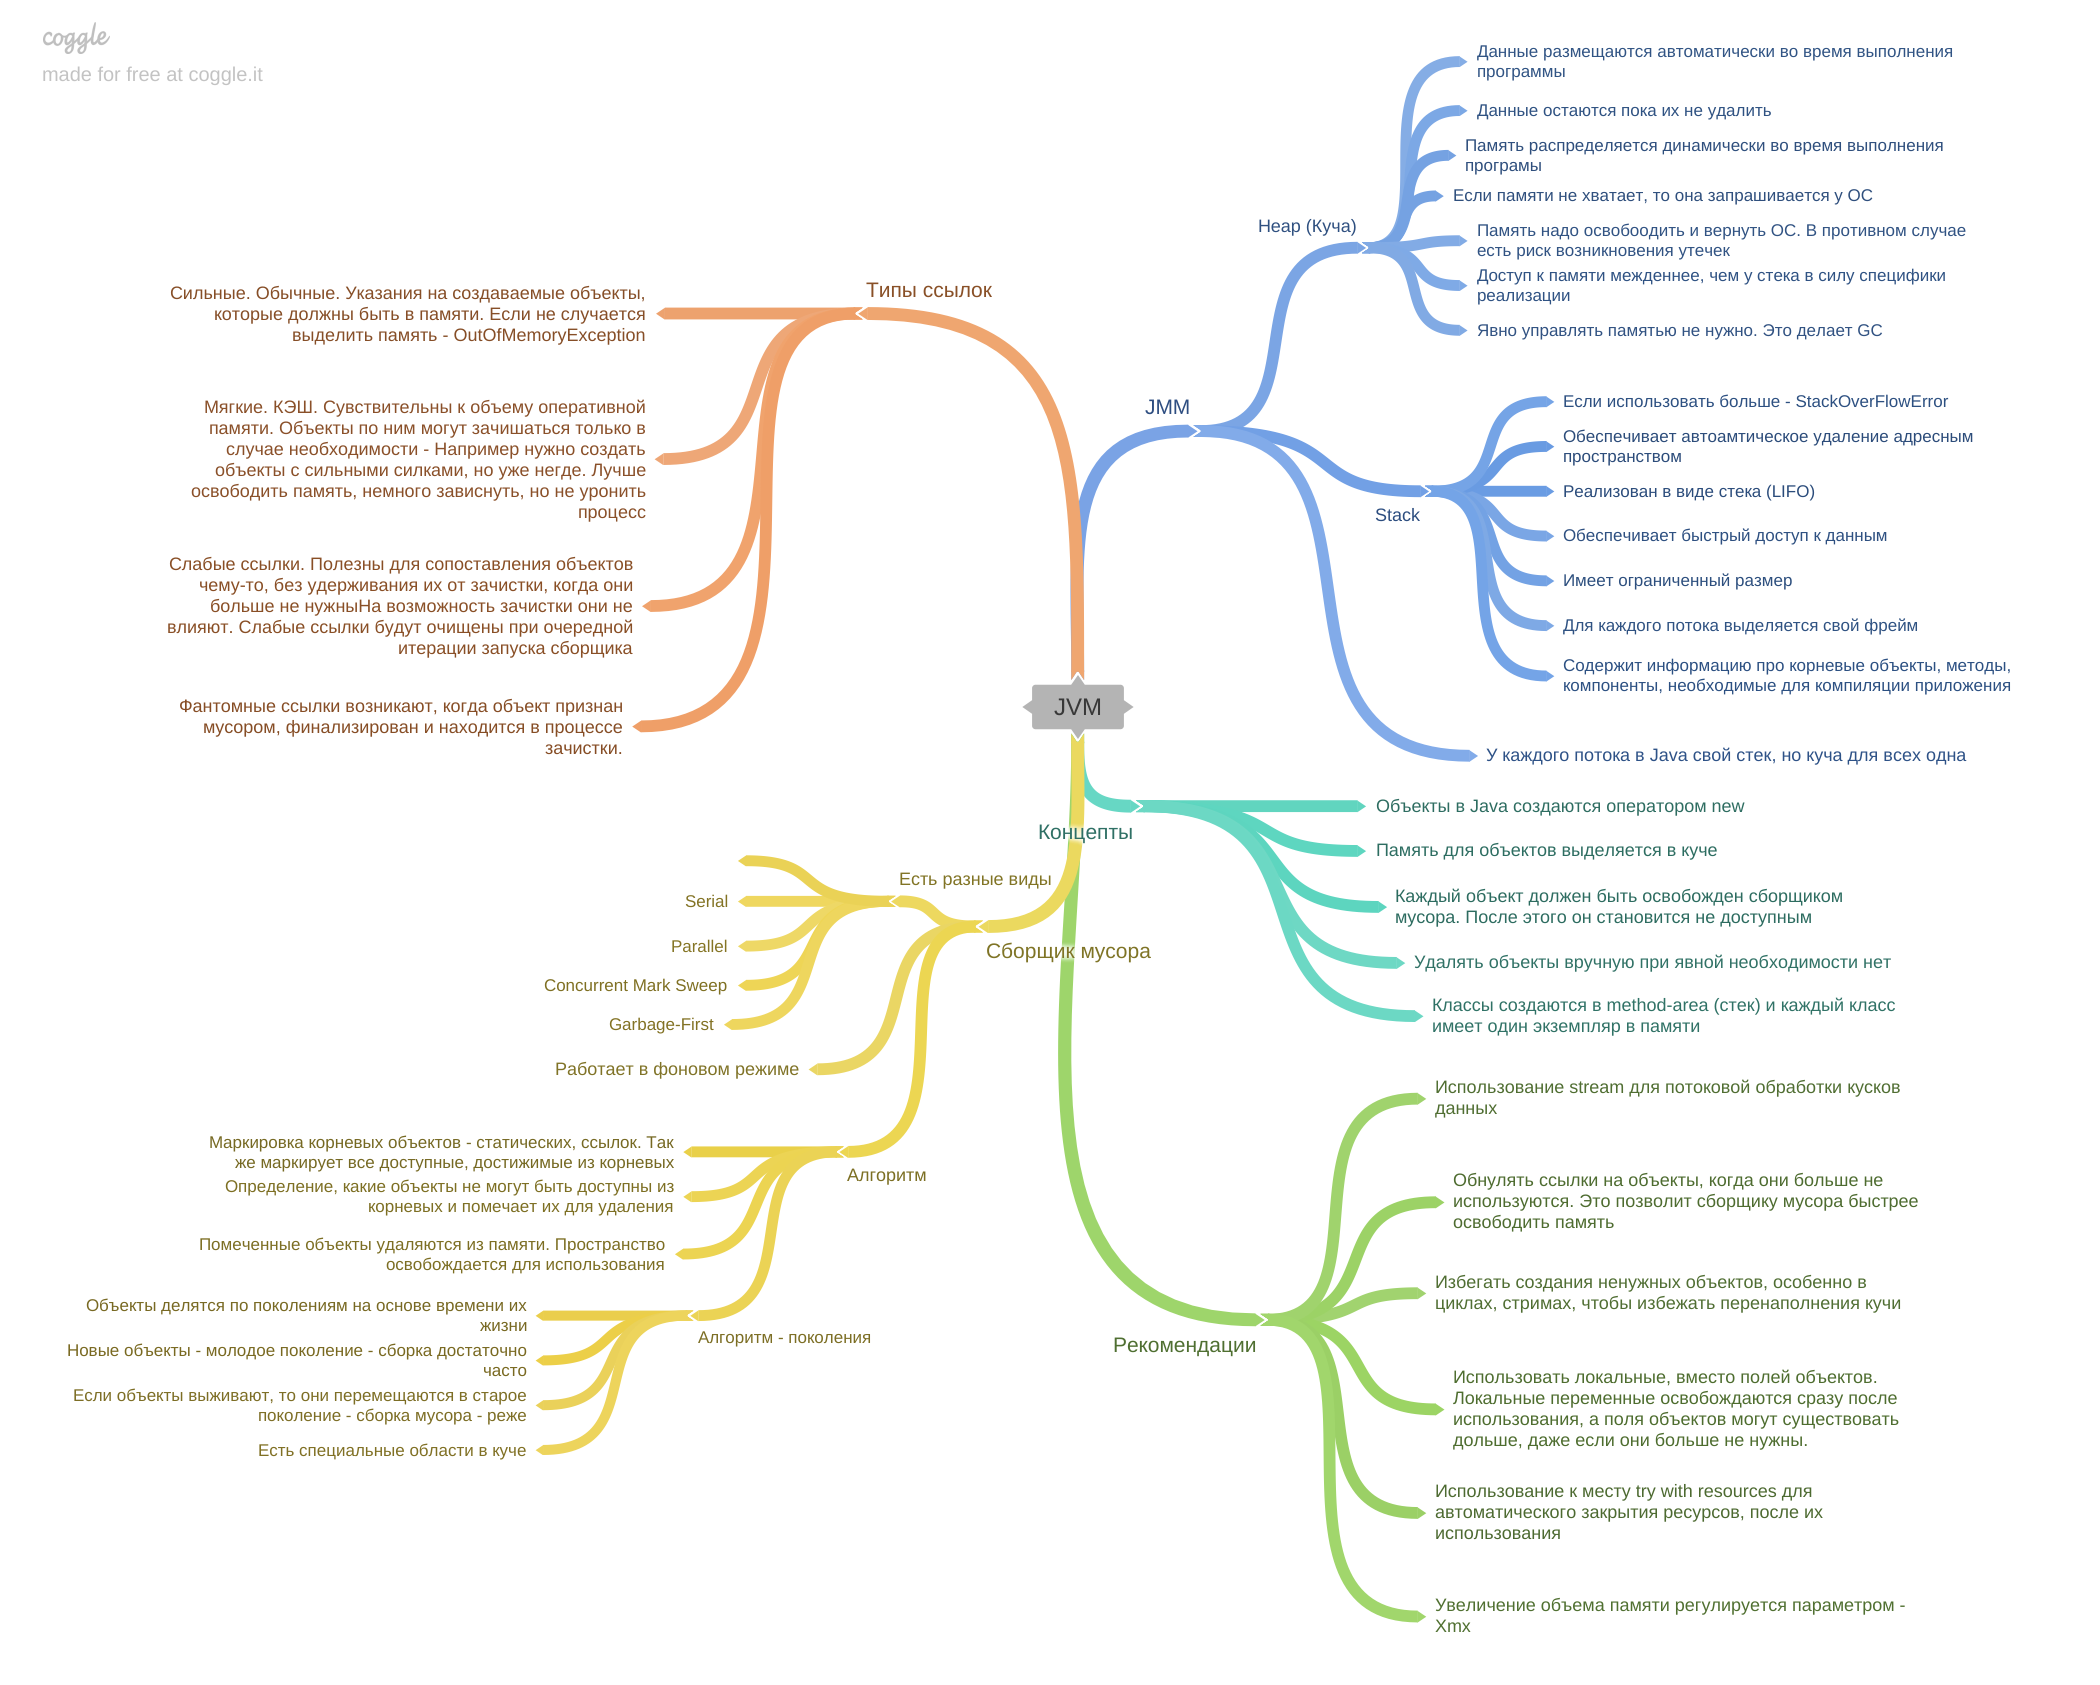 coggle
made for free at coggle.it
Типы ссылок
Сильные. Обычные. Указания на создаваемые объекты,
которые должны быть в памяти. Если не случается
выделить память - OutOfMemoryException
Мягкие. КЭШ. Сувствительны к объему оперативной
памяти. Объекты по ним могут зачишаться только в
случае необходимости - Например нужно создать
объекты с сильными силками, но уже негде. Лучше
освободить память, немного зависнуть, но не уронить
процесс
Слабые ссылки. Полезны для сопоставления объектов
чему-то, без удерживания их от зачистки, когда они
больше не нужныНа возможность зачистки они не
влияют. Слабые ссылки будут очищены при очередной
итерации запуска сборщика
Фантомные ссылки возникают, когда объект признан
мусором, финализирован и находится в процессе
зачистки.
JVM
JMM
Heap (Куча)
Данные размещаются автоматически во время выполнения
программы
Данные остаются пока их не удалить
Память распределяется динамически во время выполнения
програмы
Если памяти не хватает, то она запрашивается у ОС
Память надо освобоодить и вернуть ОС. В противном случае
есть риск возникновения утечек
Доступ к памяти межденнее, чем у стека в силу специфики
реализации
Явно управлять памятью не нужно. Это делает GC
Stack
Если использовать больше - StackOverFlowError
Обеспечивает автоамтическое удаление адресным
пространством
Реализован в виде стека (LIFO)
Обеспечивает быстрый доступ к данным
Имеет ограниченный размер
Для каждого потока выделяется свой фрейм
Содержит информацию про корневые объекты, методы,
компоненты, необходимые для компиляции приложения
У каждого потока в Java свой стек, но куча для всех одна
Концепты
Объекты в Java создаются оператором new
Память для объектов выделяется в куче
Каждый объект должен быть освобожден сборщиком
мусора. После этого он становится не доступным
Удалять объекты вручную при явной необходимости нет
Классы создаются в method-area (стек) и каждый класс
имеет один экземпляр в памяти
Сборщик мусора
Есть разные виды
Serial
Parallel
Concurrent Mark Sweep
Garbage-First
Работает в фоновом режиме
Алгоритм
Маркировка корневых объектов - статических, ссылок. Так
же маркирует все доступные, достижимые из корневых
Определение, какие объекты не могут быть доступны из
корневых и помечает их для удаления
Помеченные объекты удаляются из памяти. Пространство
освобождается для использования
Алгоритм - поколения
Объекты делятся по поколениям на основе времени их
жизни
Новые объекты - молодое поколение - сборка достаточно
часто
Если объекты выживают, то они перемещаются в старое
поколение - сборка мусора - реже
Есть специальные области в куче
Рекомендации
Использование stream для потоковой обработки кусков
данных
Обнулять ссылки на объекты, когда они больше не
используются. Это позволит сборщику мусора быстрее
освободить память
Избегать создания ненужных объектов, особенно в
циклах, стримах, чтобы избежать перенаполнения кучи
Использовать локальные, вместо полей объектов.
Локальные переменные освобождаются сразу после
использования, а поля объектов могут существовать
дольше, даже если они больше не нужны.
Использование к месту try with resources для
автоматического закрытия ресурсов, после их
использования
Увеличение объема памяти регулируется параметром -
Xmx